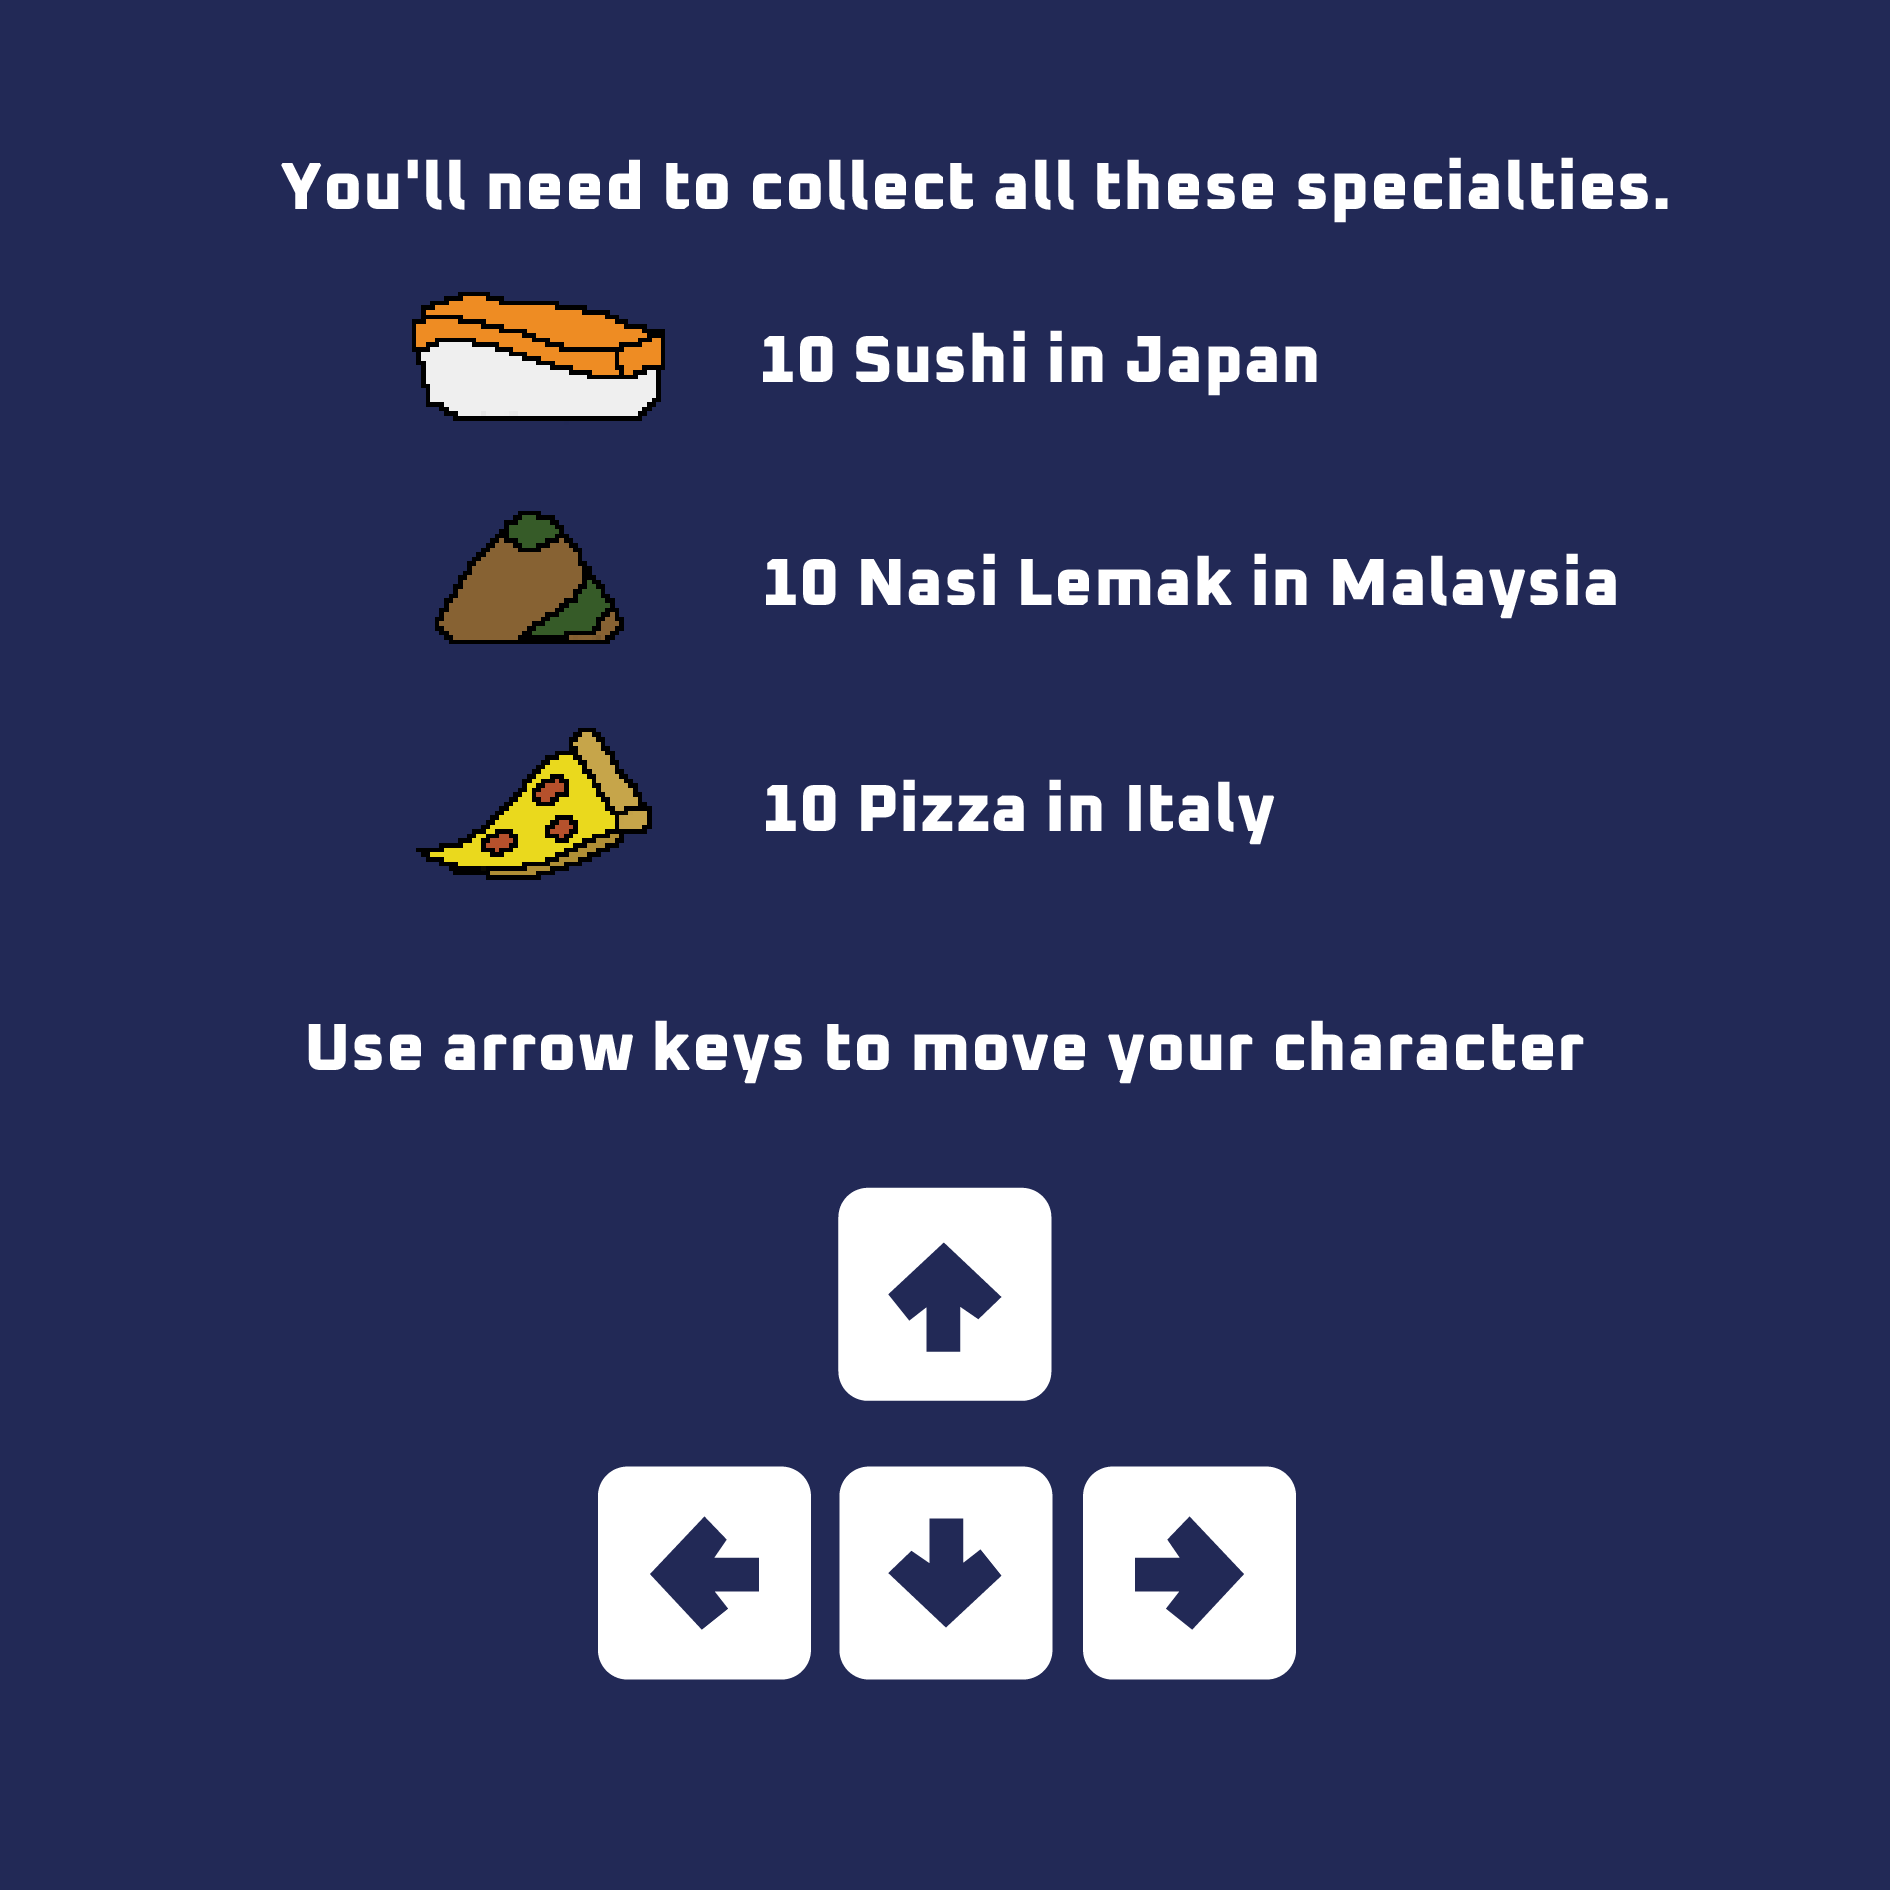 You'll need to collect all these specialties.
10 Sushi in Japan
10 Nasi Lemak in Malaysia
10 Pizza in Italy
Use arrow keys to move your character